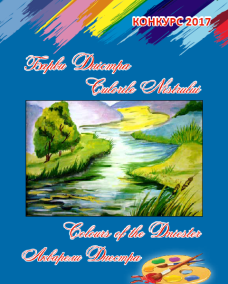 КОНКУРС 2017
Барви Дністра
Culorile Nistrului
Colours of the Dniester
Акварели Днестра